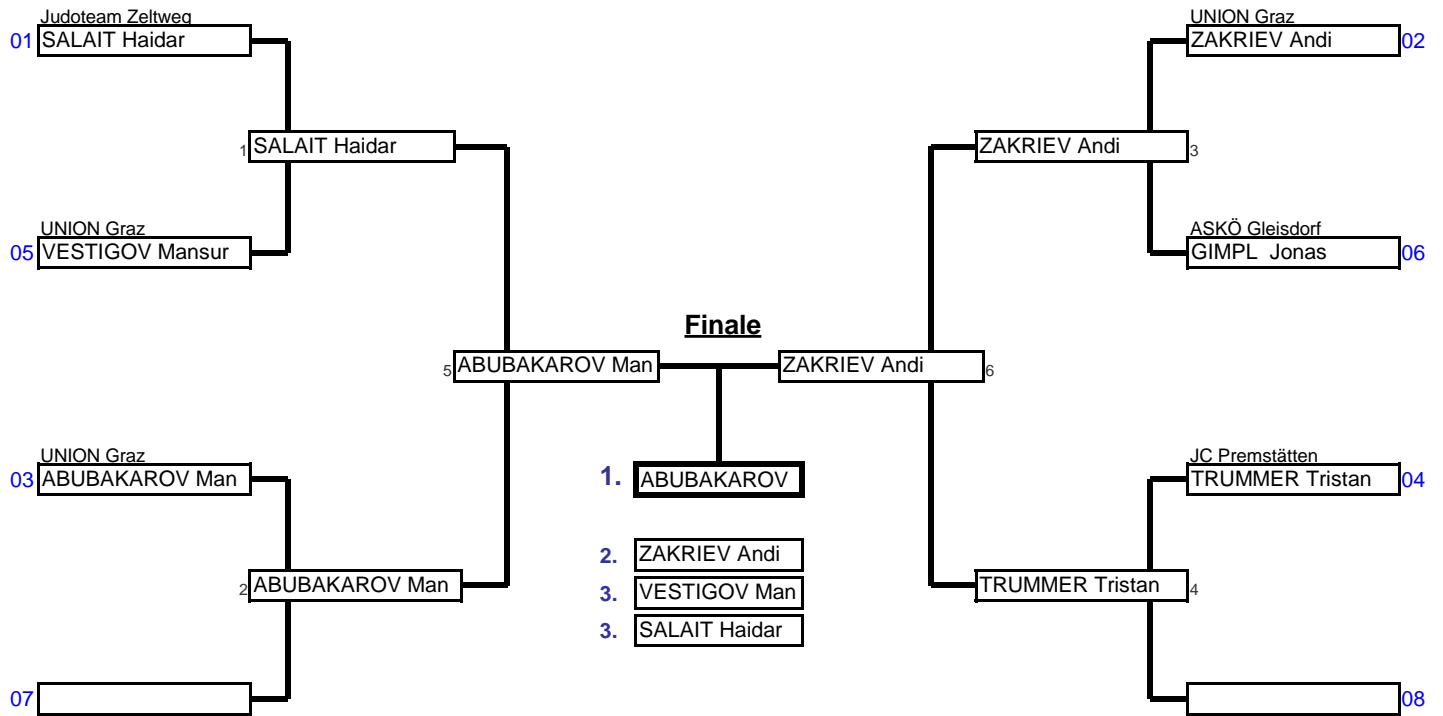 Judoteam Zeltweg
01 SALAIT Haidar
UNION Graz
ZAKRIEV Andi 02
1 SALAIT Haidar
ZAKRIEV Andi 3
UNION Graz
05 VESTIGOV Mansur
ASKÖ Gleisdorf
GIMPL  Jonas 06
Finale
5 ABUBAKAROV Man
ZAKRIEV Andi 6
UNION Graz
03 ABUBAKAROV Man
1. ABUBAKAROV
JC Premstätten
TRUMMER Tristan 04
2. ZAKRIEV Andi
3. VESTIGOV Man
3. SALAIT Haidar
2 ABUBAKAROV Man
TRUMMER Tristan 4
07
08